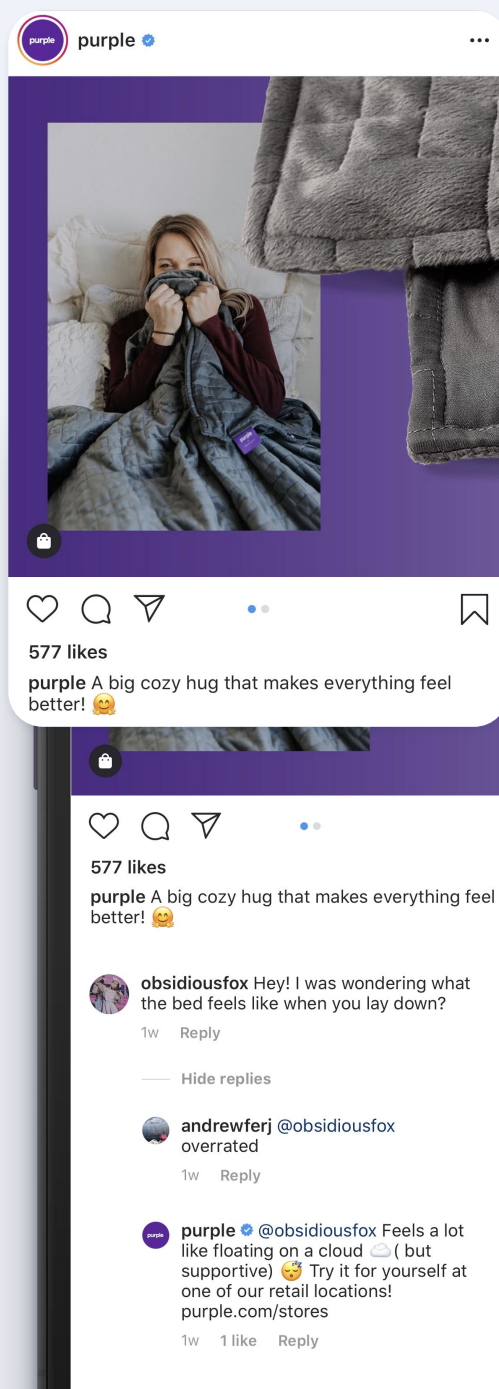 purple
purple
purple
577 likes
purple A big cozy hug that makes everything feel
better! 🤗
577 likes
purple A big cozy hug that makes everything feel
better! 🤗
obsidiousfox Hey! I was wondering what
the bed feels like when you lay down?
1w Reply
Hide replies
andrewferj @obsidiousfox
overrated
1w Reply
purple
purple @obsidiousfox Feels a lot
like floating on a cloud ☁️( but
supportive) 😴 Try it for yourself at
one of our retail locations!
purple.com/stores
1w 1 like Reply